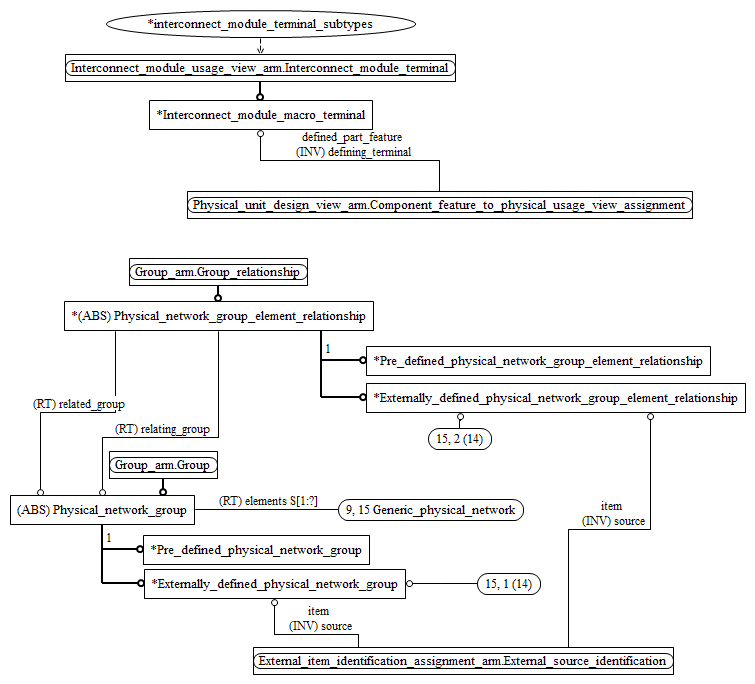 *interconnect_module_terminal_subtypes
Interconnect_module_usage_view_arm.Interconnect_module_terminal
*Interconnect_module_macro_terminal
defined_part_feature
(INV) defining_terminal
Physical_unit_design_view_arm.Component_feature_to_physical_usage_view_assignment
Group_arm.Group_relationship
*(ABS) Physical_network_group_element_relationship
1
*Pre_defined_physical_network_group_element_relationship
*Externally_defined_physical_network_group_element_relationship
(RT) related_group
(RT) relating_group
15, 2 (14)
Group_arm.Group
(ABS) Physical_network_group
(RT) elements S[1:?]
9, 15 Generic_physical_network
item
(INV) source
1
*Pre_defined_physical_network_group
*Externally_defined_physical_network_group
15, 1 (14)
item
(INV) source
External_item_identification_assignment_arm.External_source_identification